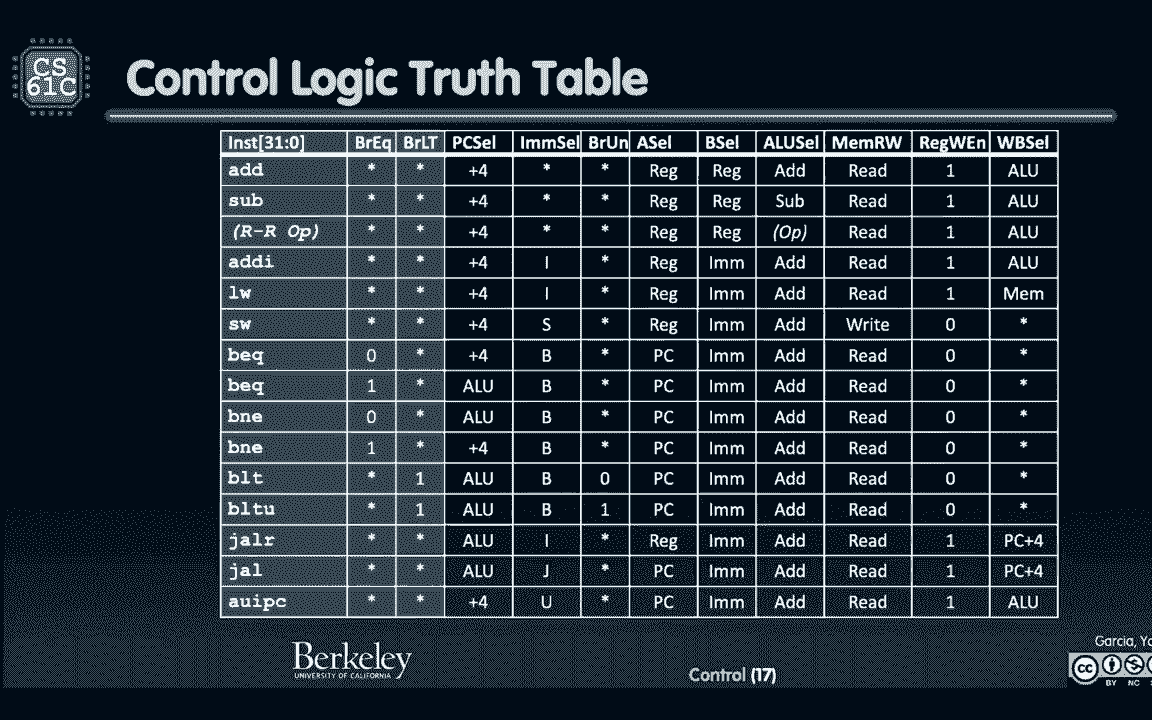 CS
61C
Control Logic Truth Table
Inst[31:0] BrEq BrLT PCSel ImmSel BrUn ASel BSel ALUSel MemRW RegWEn WBSel
add * * +4 * * Reg Reg Add Read 1 ALU
sub * * +4 * * Reg Reg Sub Read 1 ALU
(R-R Op) * * +4 * * Reg Reg (Op) Read 1 ALU
addi * * +4 I * Reg Imm Add Read 1 ALU
lw * * +4 I * Reg Imm Add Read 1 Mem
sw * * +4 S * Reg Imm Add Write 0 *
beq 0 * +4 B * PC Imm Add Read 0 *
beq 1 * ALU B * PC Imm Add Read 0 *
bne 0 * ALU B * PC Imm Add Read 0 *
bne 1 * +4 B * PC Imm Add Read 0 *
blt * 1 ALU B 0 PC Imm Add Read 0 *
bltu * 1 ALU B 1 PC Imm Add Read 0 *
jalr * * ALU I * Reg Imm Add Read 1 PC+4
jal * * ALU J * PC Imm Add Read 1 PC+4
auipc * * +4 U * PC Imm Add Read 1 ALU
Berkeley
UNIVERSITY OF CALIFORNIA
Control (17)
Garcia,
cc
BY NC